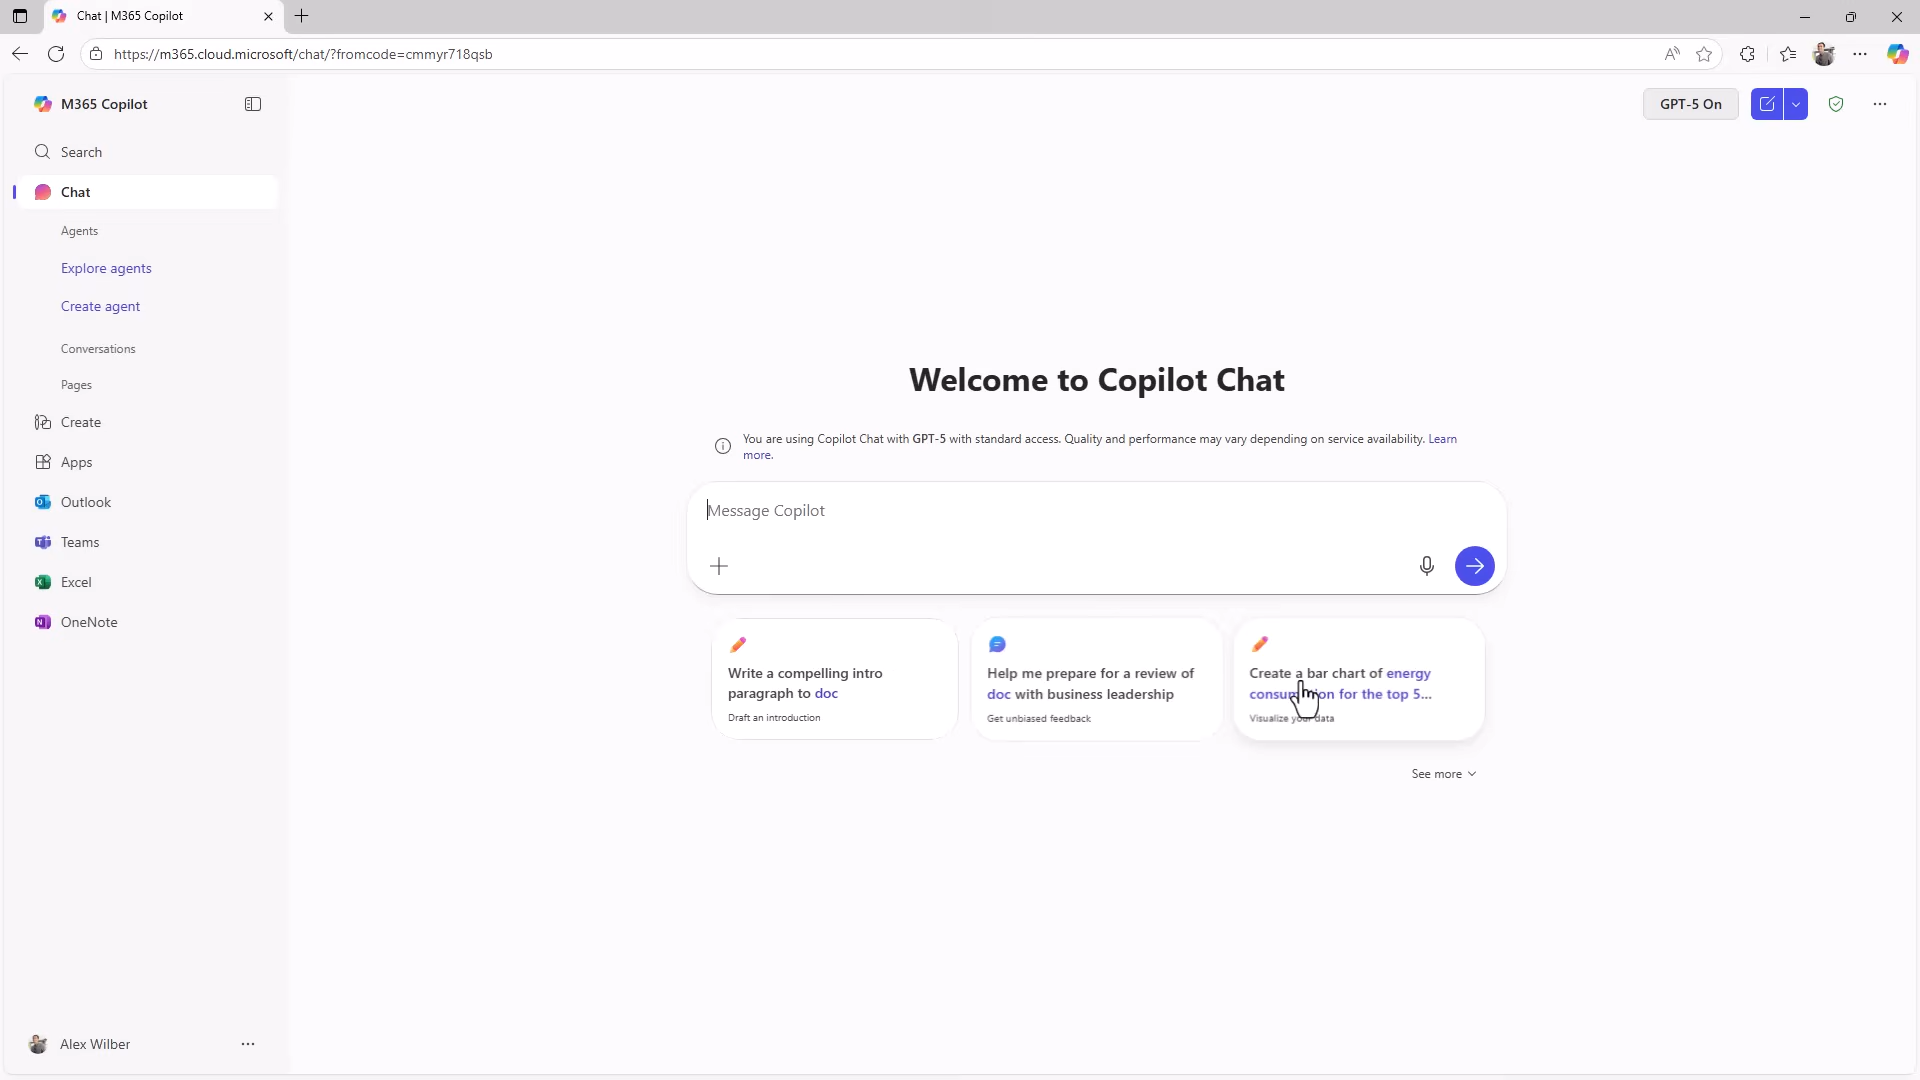 Chat | M365 Copilot
https://m365.cloud.microsoft/chat/?fromcode=cmmyr718qsb
M365 Copilot
GPT-5 On
Search
Chat
Agents
Explore agents
Create agent
Conversations
Pages
Create
Apps
Outlook
Teams
Excel
OneNote
Alex Wilber
Welcome to Copilot Chat
You are using Copilot Chat with GPT-5 with standard access. Quality and performance may vary depending on service availability. Learn
more.
Message Copilot
Write a compelling intro
paragraph to doc
Draft an introduction
Help me prepare for a review of
doc with business leadership
Get unbiased feedback
Create a bar chart of energy
consumption for the top 5...
Visualize your data
See more